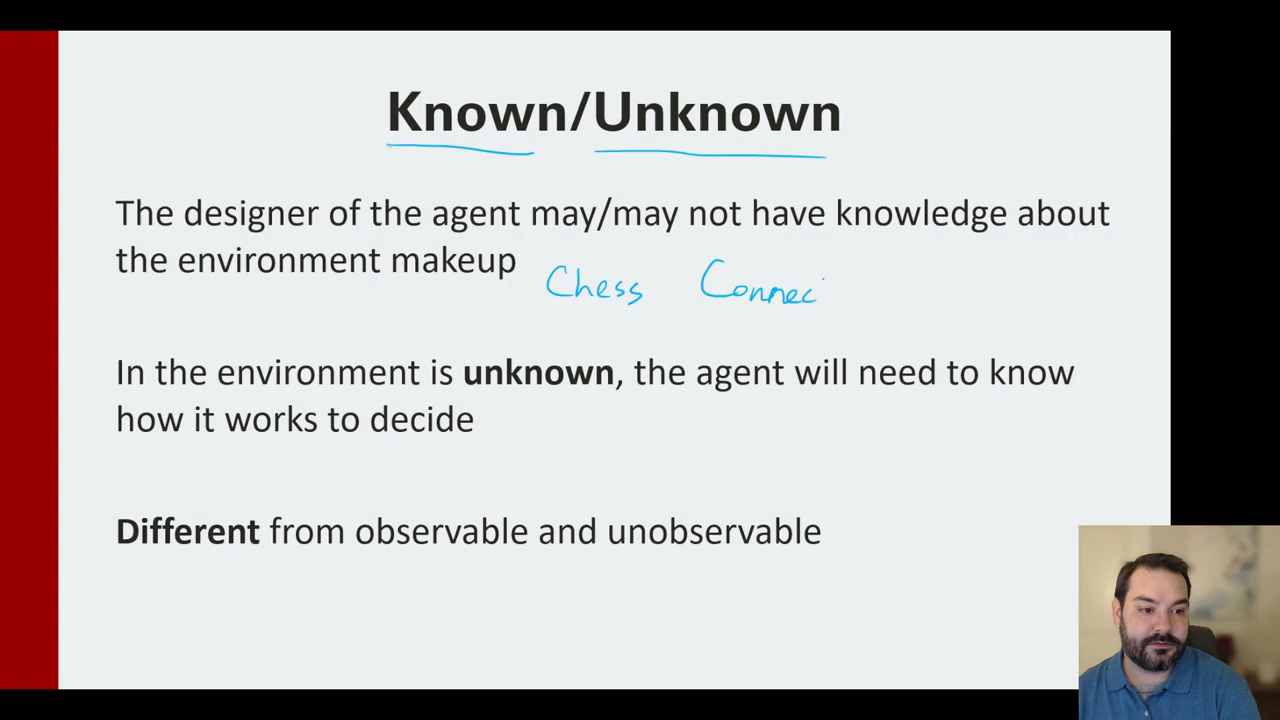 Known/Unknown
The designer of the agent may/may not have knowledge about
the environment makeup
Chess Connec
In the environment is unknown, the agent will need to know
how it works to decide
Different from observable and unobservable